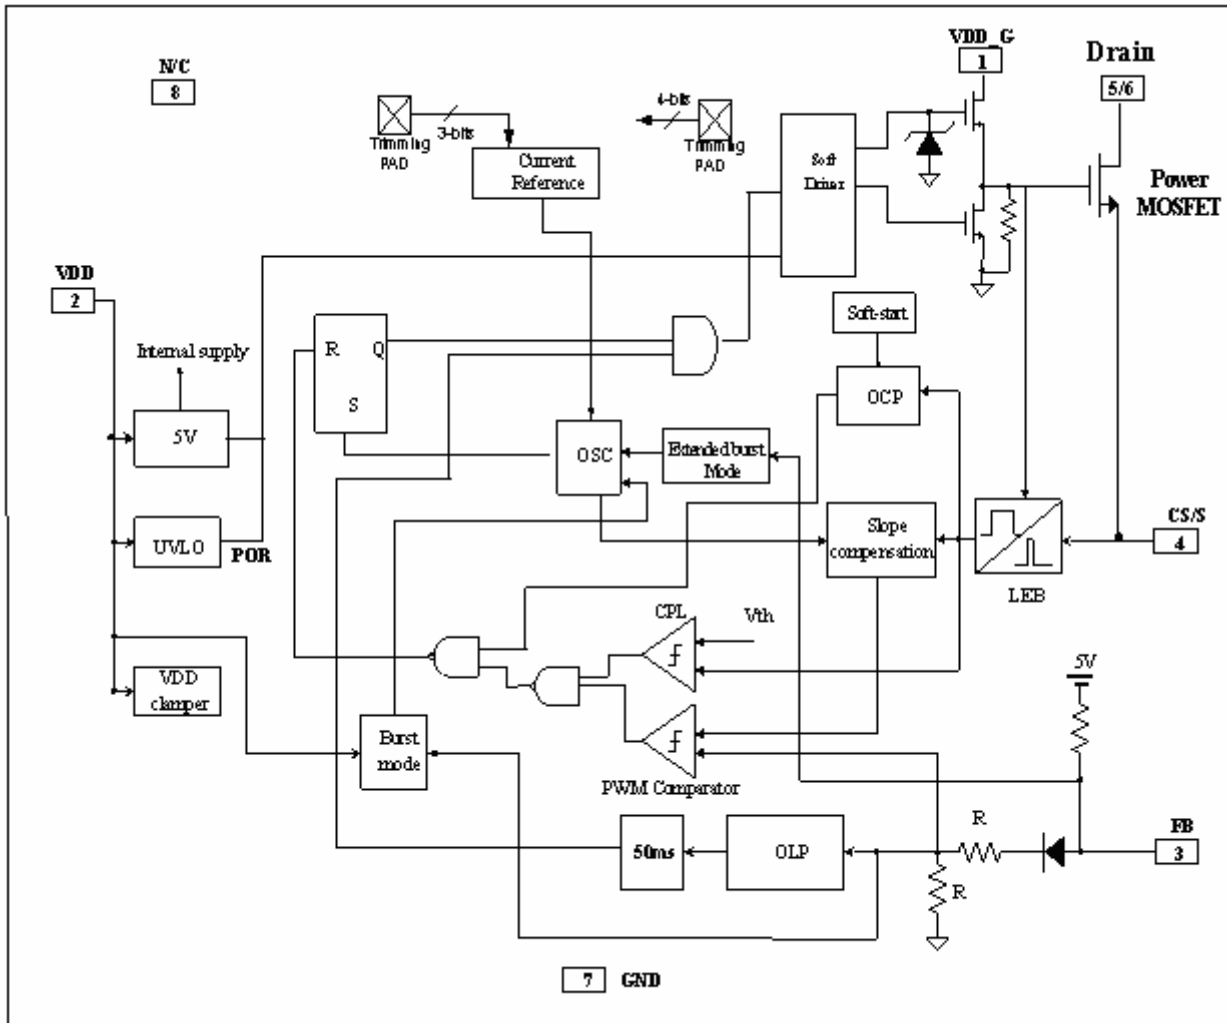 VDD_G
1
Drain
5/6
N/C
8
4-bits
3-bits
Trimming
PAD
Trimming
PAD
Current
Reference
Soft
Driver
Power
MOSFET
VDD
2
Soft-start
R
Q
S
Internal supply
OCP
5V
OSC
Extended burst
Mode
UVLO
POR
Slope
compensation
CS/S
4
LEB
CPL
Vth
5V
VDD
clamper
Burst
mode
PWM Comparator
R
FB
3
50ms
OLP
R
7
GND